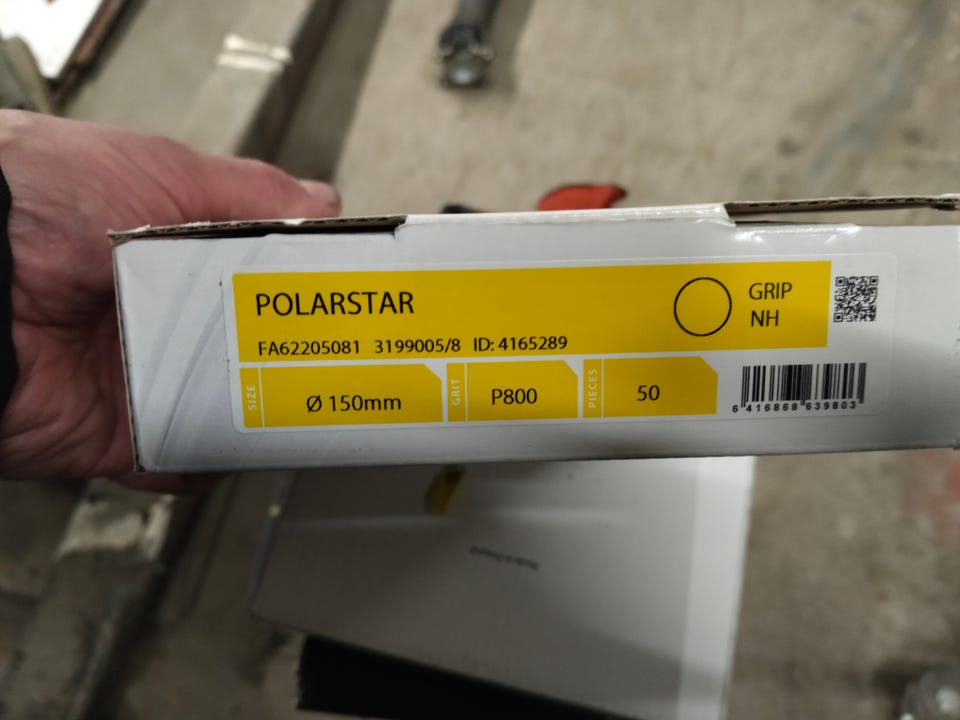 POLARSTAR
GRIP
NH
FA62205081 3199005/8 ID: 4165289
SIZE
Ø 150mm
GRIT
P800
PIECES
50
6 416868 639803